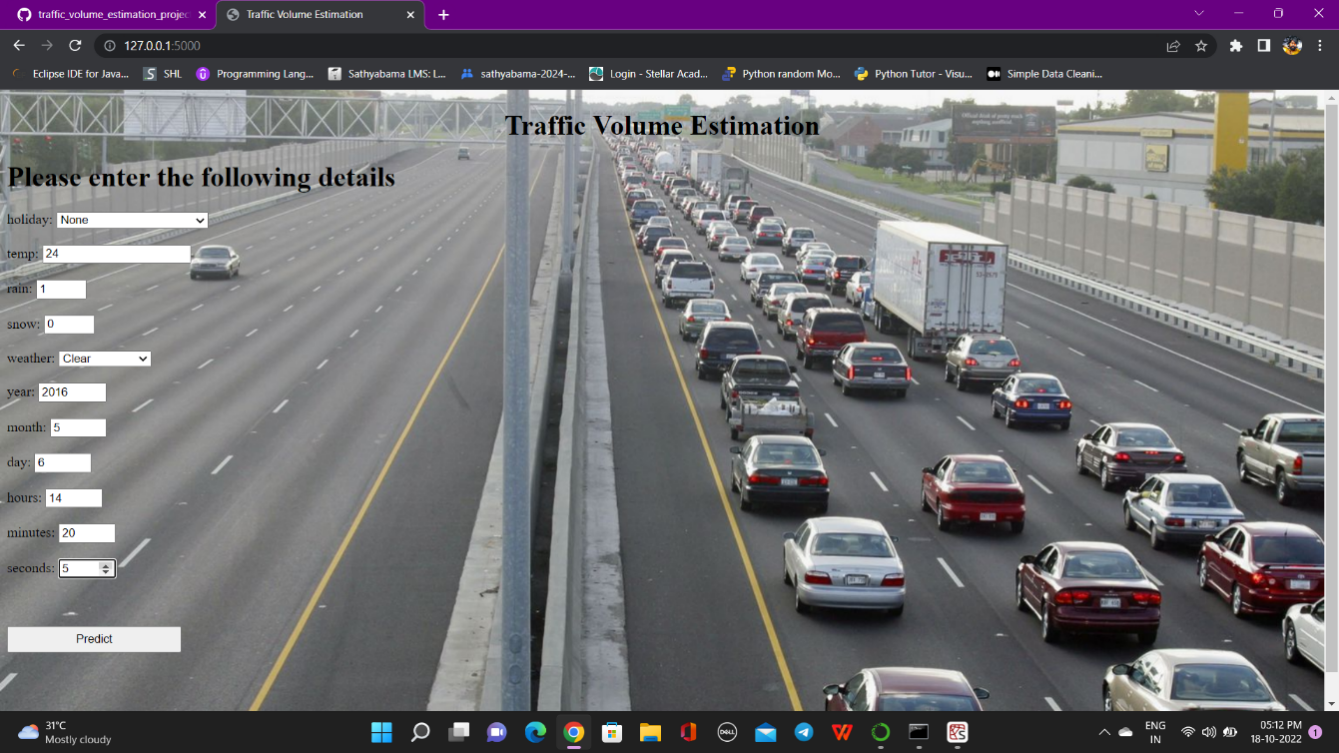 traffic_volume_estimation_projec
Traffic Volume Estimation
127.0.0.1:5000
Eclipse IDE for Java...
SHL
Programming Lang...
Sathyabama LMS: L...
sathyabama-2024-...
Login - Stellar Acad...
Python random Mo...
Python Tutor - Visu...
Simple Data Cleani...
Traffic Volume Estimation
Please enter the following details
holiday: None
temp: 24
rain: 1
snow: 0
weather: Clear
year: 2016
month: 5
day: 6
hours: 14
minutes: 20
seconds: 5
Predict
31°C
Mostly cloudy
DELL
ENG
IN
05:12 PM
18-10-2022
1